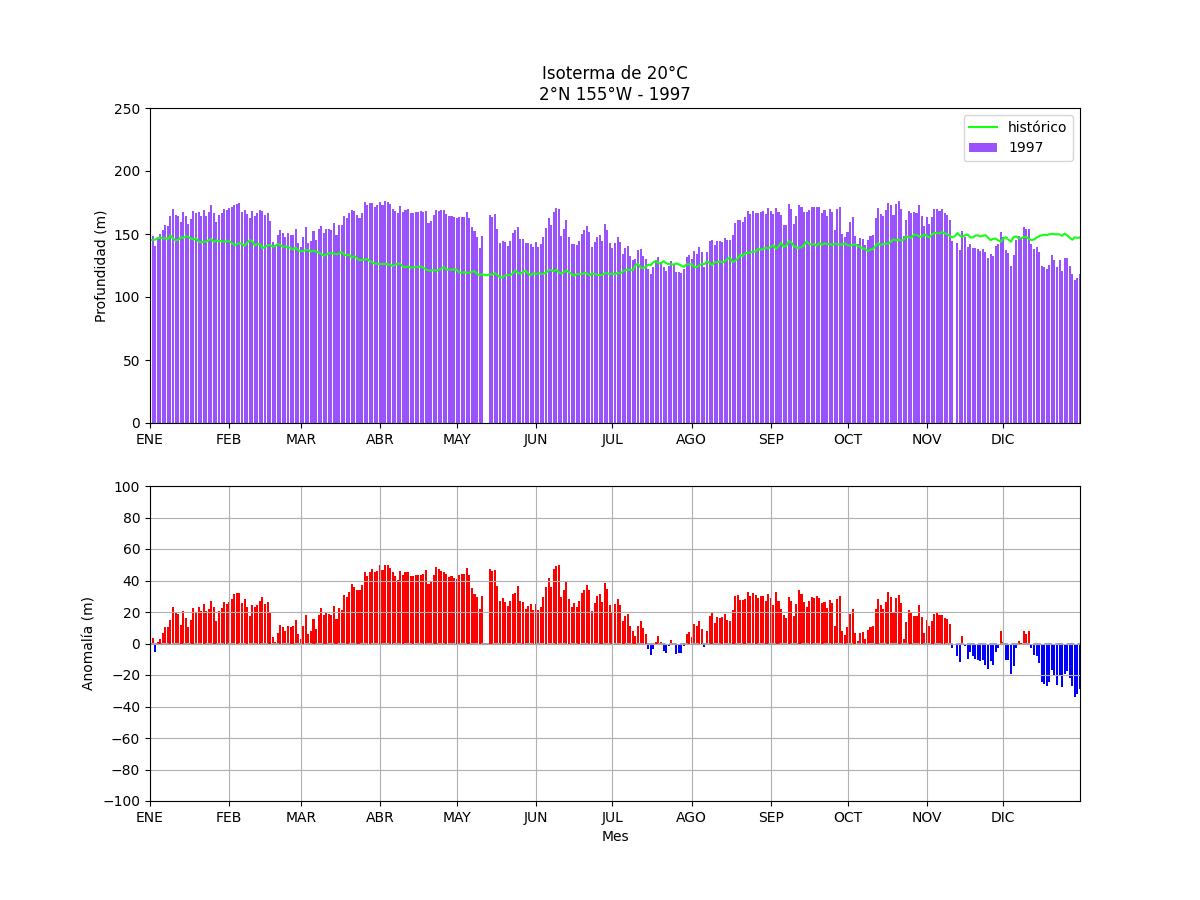 Isoterma de 20°C
2°N 155°W - 1997
250
200
150
100
50
0
Profundidad (m)
histórico
1997
ENE FEB MAR ABR MAY JUN JUL AGO SEP OCT NOV DIC
100
80
60
40
20
0
−20
−40
−60
−80
−100
Anomalía (m)
ENE FEB MAR ABR MAY JUN JUL AGO SEP OCT NOV DIC
Mes